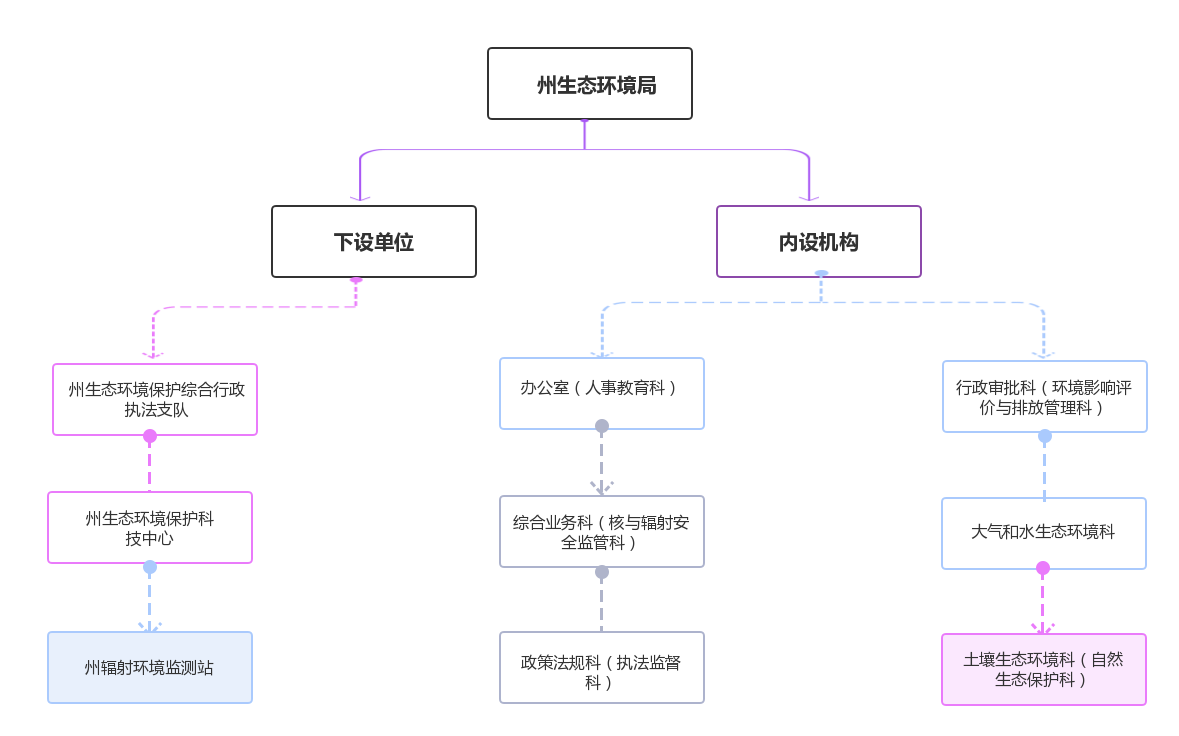 州生态环境局
下设单位
内设机构
州生态环境保护综合行政
执法支队
办公室（人事教育科）
行政审批科（环境影响评
价与排放管理科）
州生态环境保护科
技中心
综合业务科（核与辐射安
全监管科）
大气和水生态环境科
州辐射环境监测站
政策法规科（执法监督
科）
土壤生态环境科（自然
生态保护科）